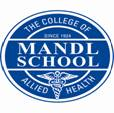 THE COLLEGE OF
SINCE 1924
MANDL
SCHOOL
ALLIED HEALTH